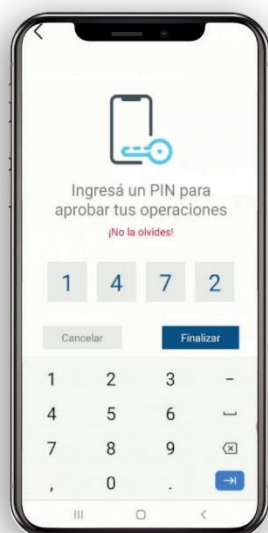 Ingresá un PIN para
aprobar tus operaciones
¡No la olvides!
1 4 7 2
Cancelar Finalizar
1 2 3 -
4 5 6
7 8 9
, 0 .